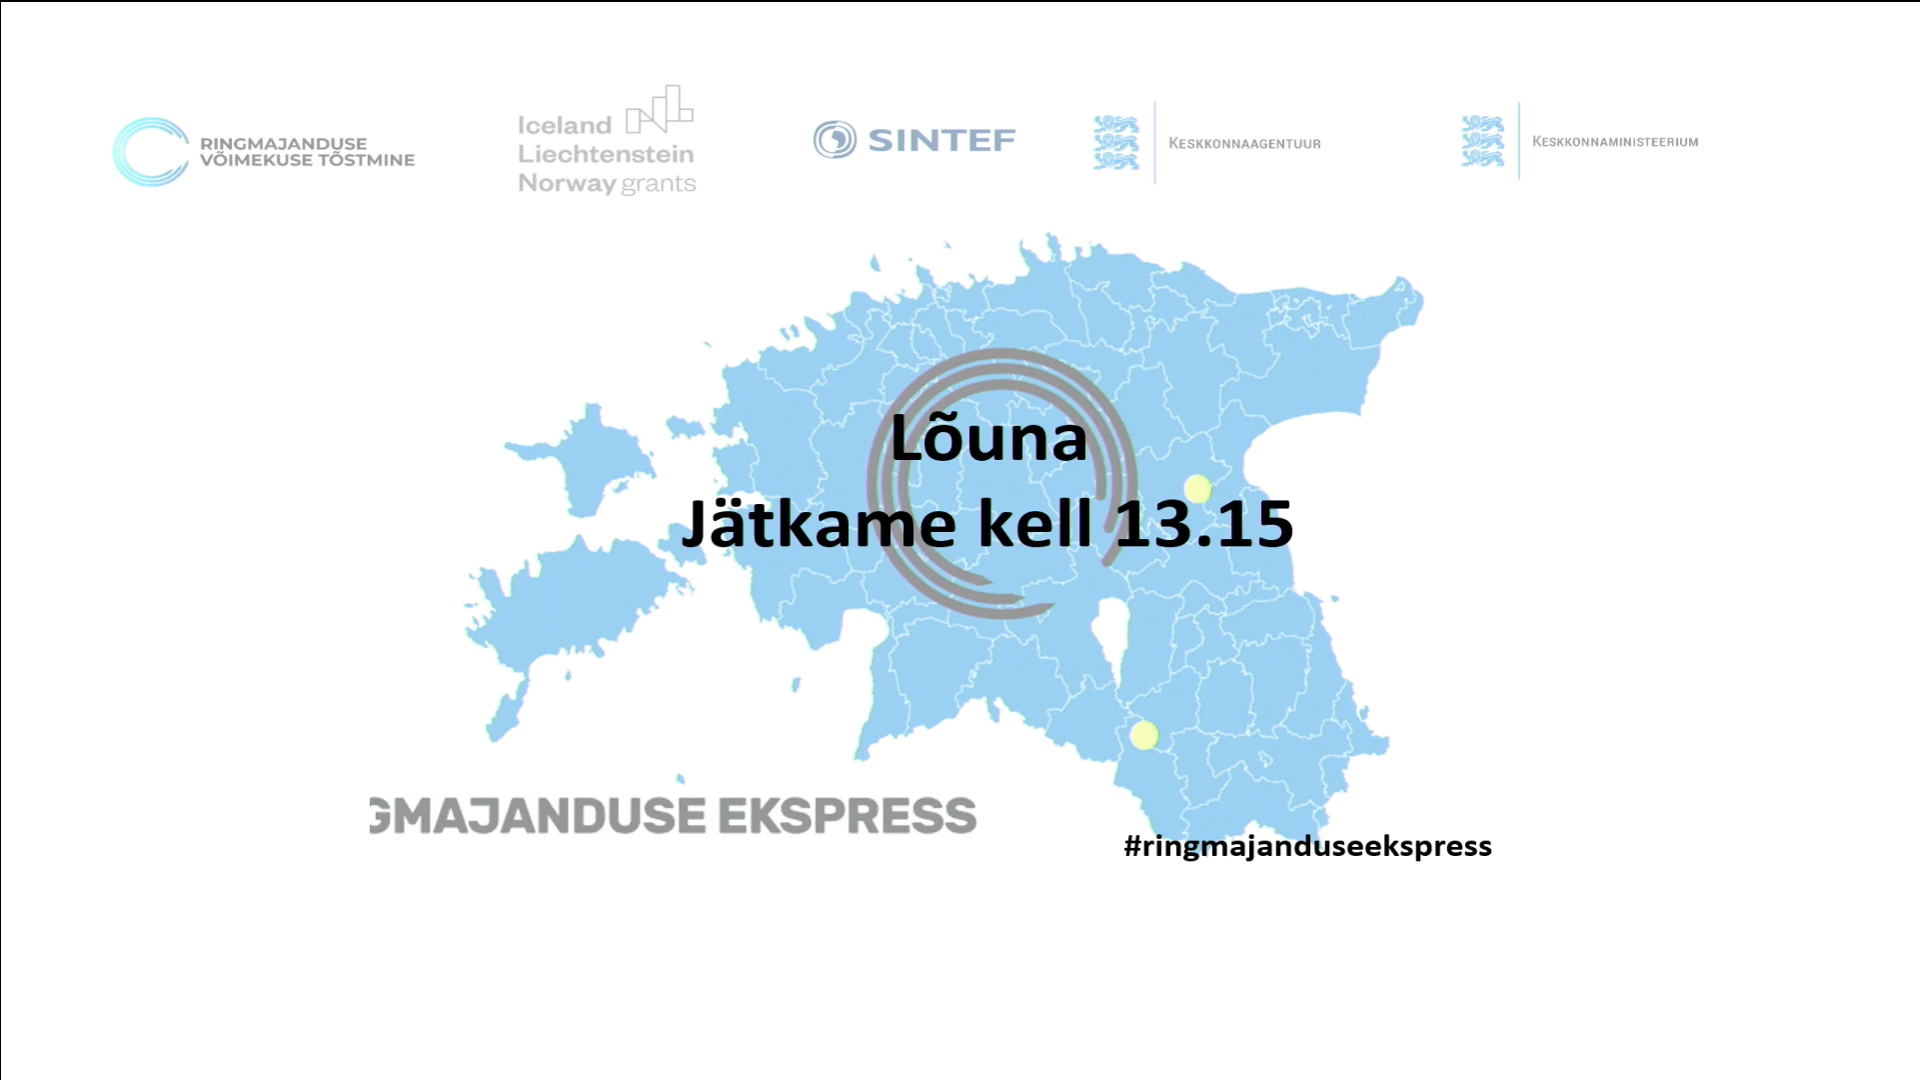 RINGMAJANDUSE
VÕIMEKUSE TÕSTMINE
Iceland
Liechtenstein
Norway grants
SINTEF
KESKKONNAAGENTUUR
KESKKONNAMINISTEERIUM
Lõuna
Jätkame kell 13.15
GMAJANDUSE EKSPRESS
#ringmajanduseekspress